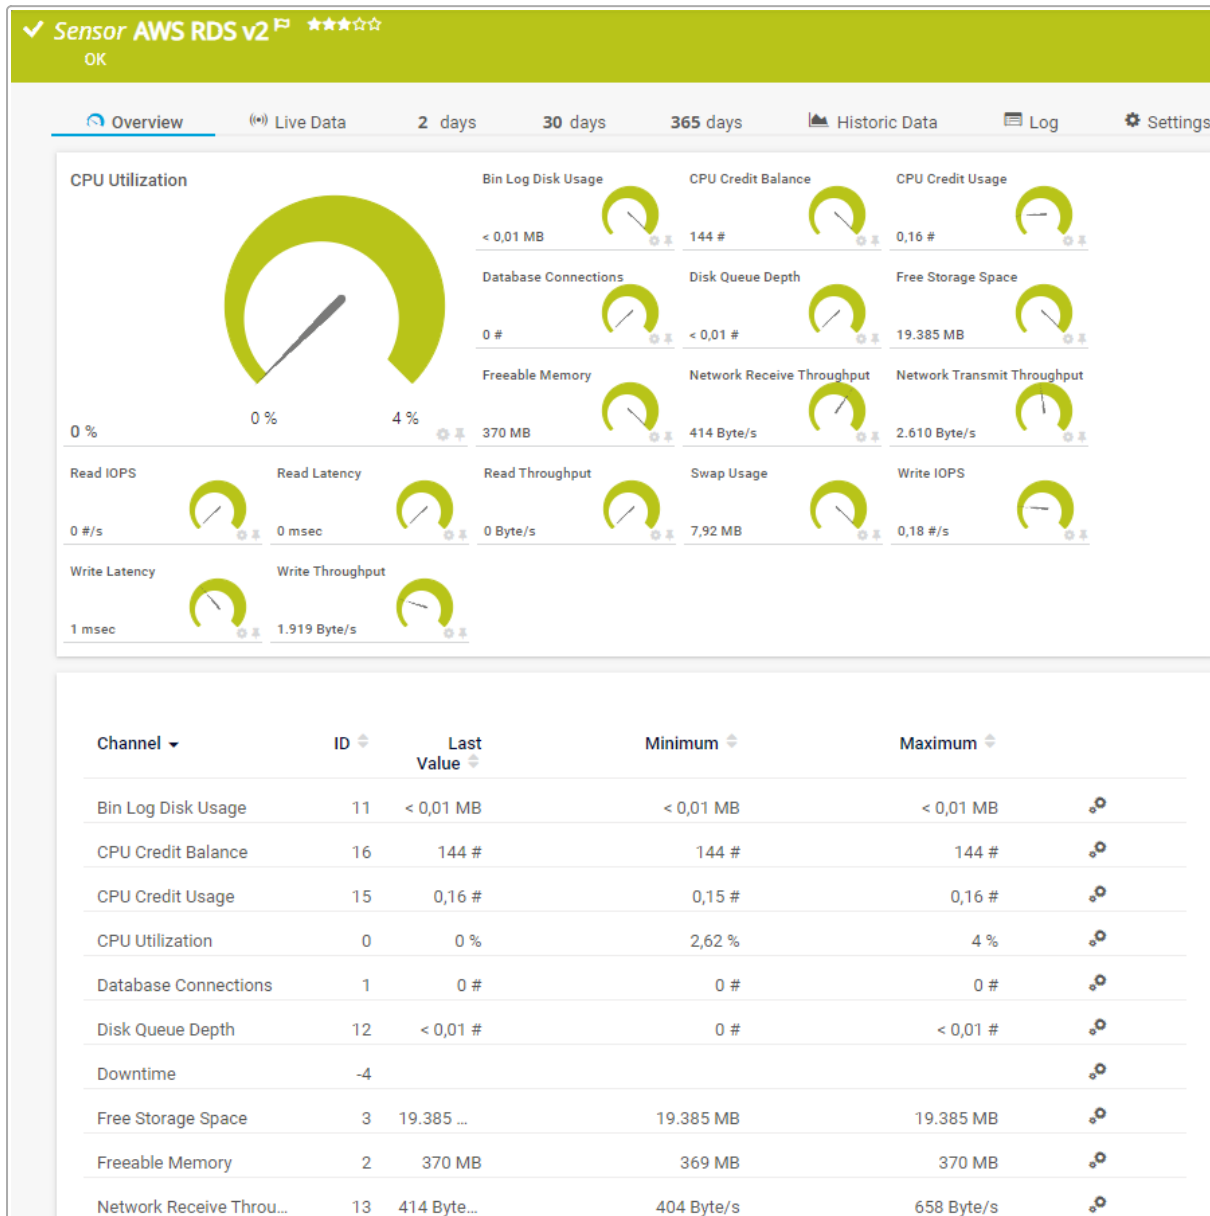 Sensor AWS RDS v2
OK
Overview Live Data 2 days 30 days 365 days Historic Data Log Settings
CPU Utilization
0 %
0 % 4 %
Bin Log Disk Usage
< 0,01 MB
CPU Credit Balance
144 #
CPU Credit Usage
0,16 #
Database Connections
0 #
Disk Queue Depth
< 0,01 #
Free Storage Space
19.385 MB
Freeable Memory
370 MB
Network Receive Throughput
414 Byte/s
Network Transmit Throughput
2.610 Byte/s
Read IOPS
0 #/s
Read Latency
0 msec
Read Throughput
0 Byte/s
Swap Usage
7,92 MB
Write IOPS
0,18 #/s
Write Latency
1 msec
Write Throughput
1.919 Byte/s
Channel ID Last Value Minimum Maximum
Bin Log Disk Usage 11 < 0,01 MB < 0,01 MB < 0,01 MB
CPU Credit Balance 16 144 # 144 # 144 #
CPU Credit Usage 15 0,16 # 0,15 # 0,16 #
CPU Utilization 0 0 % 2,62 % 4 %
Database Connections 1 0 # 0 # 0 #
Disk Queue Depth 12 < 0,01 # 0 # < 0,01 #
Downtime -4
Free Storage Space 3 19.385 ... 19.385 MB 19.385 MB
Freeable Memory 2 370 MB 369 MB 370 MB
Network Receive Throu... 13 414 Byte... 404 Byte/s 658 Byte/s